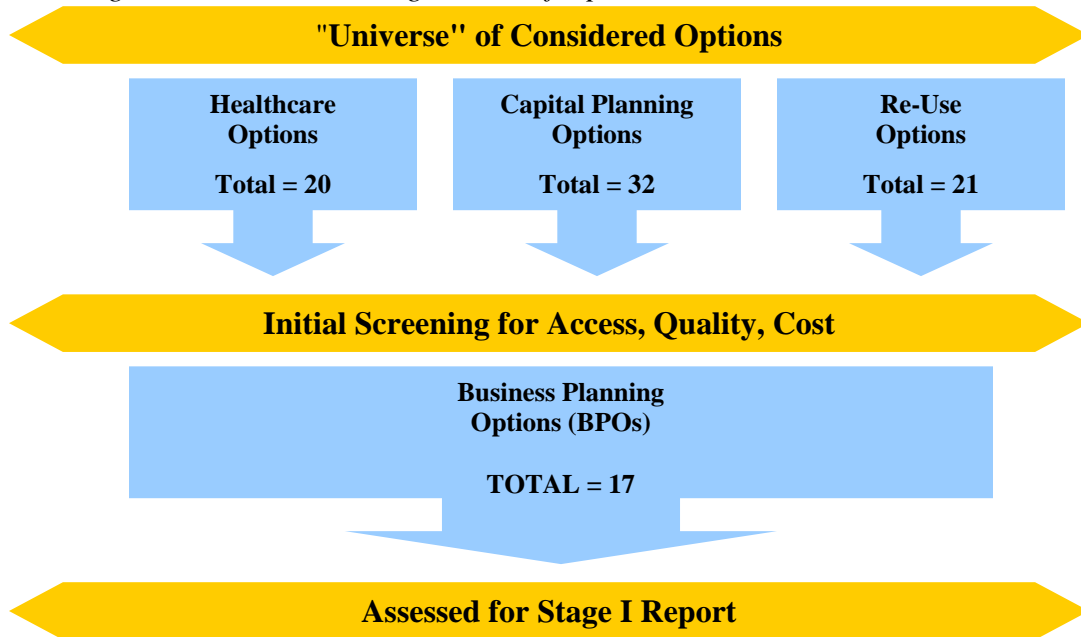 "Universe" of Considered Options
Healthcare
Options
Total = 20
Capital Planning
Options
Total = 32
Re-Use
Options
Total = 21
Initial Screening for Access, Quality, Cost
Business Planning
Options (BPOs)
TOTAL = 17
Assessed for Stage I Report